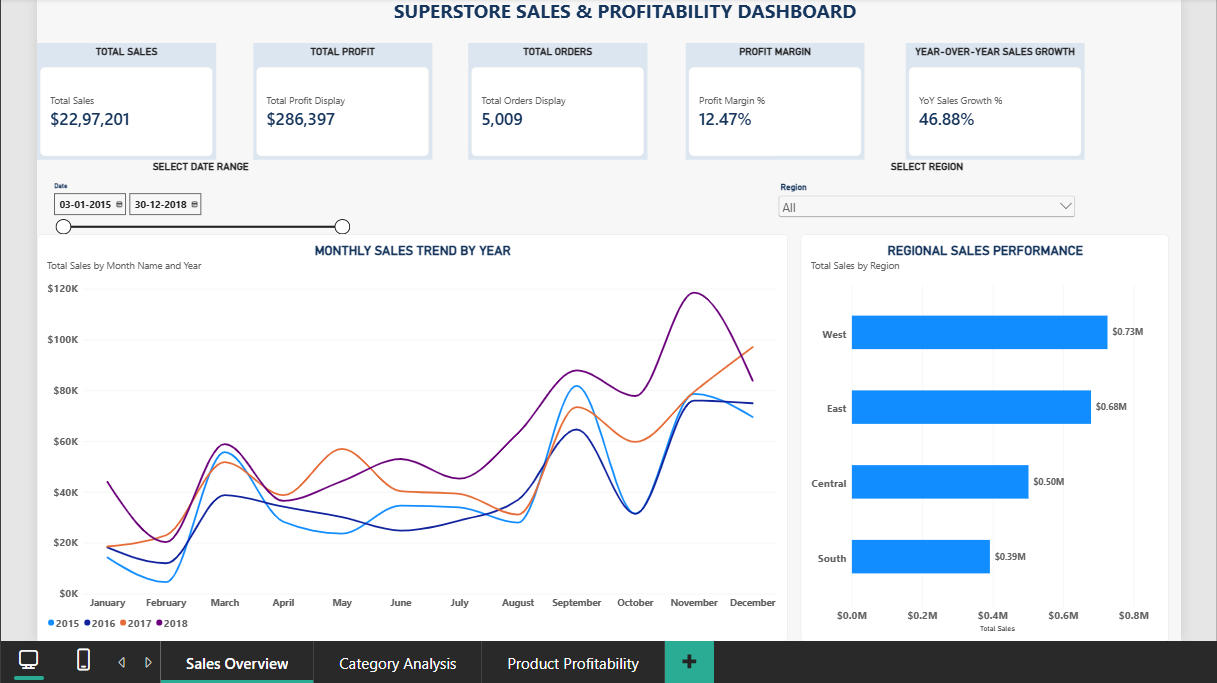 SUPERSTORE SALES & PROFITABILITY DASHBOARD
TOTAL SALES
Total Sales
$22,97,201
TOTAL PROFIT
Total Profit Display
$286,397
TOTAL ORDERS
Total Orders Display
5,009
PROFIT MARGIN
Profit Margin %
12.47%
YEAR-OVER-YEAR SALES GROWTH
YoY Sales Growth %
46.88%
SELECT DATE RANGE
Date
03-01-2015 30-12-2018
SELECT REGION
Region
All
MONTHLY SALES TREND BY YEAR
Total Sales by Month Name and Year
$120K
$100K
$80K
$60K
$40K
$20K
$0K
January February March April May June July August September October November December
2015 2016 2017 2018
REGIONAL SALES PERFORMANCE
Total Sales by Region
West $0.73M
East $0.68M
Central $0.50M
South $0.39M
$0.0M $0.2M $0.4M $0.6M $0.8M
Total Sales
Sales Overview Category Analysis Product Profitability +